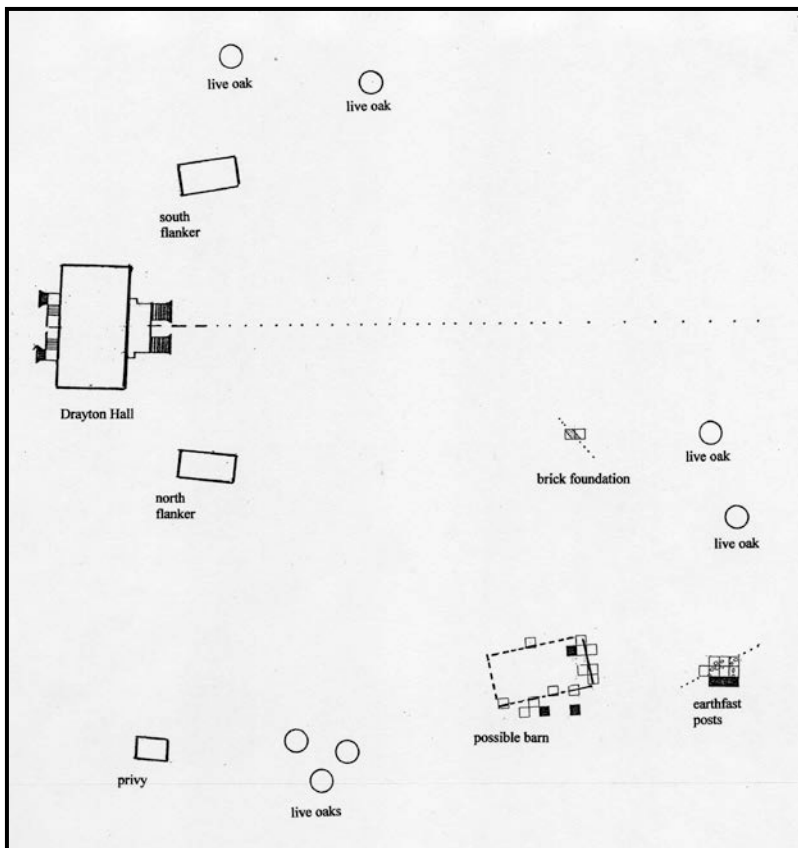 live oak
live oak
south
flanker
Drayton Hall
north
flanker
brick foundation
live oak
live oak
possible barn
earthfast
posts
privy
live oaks